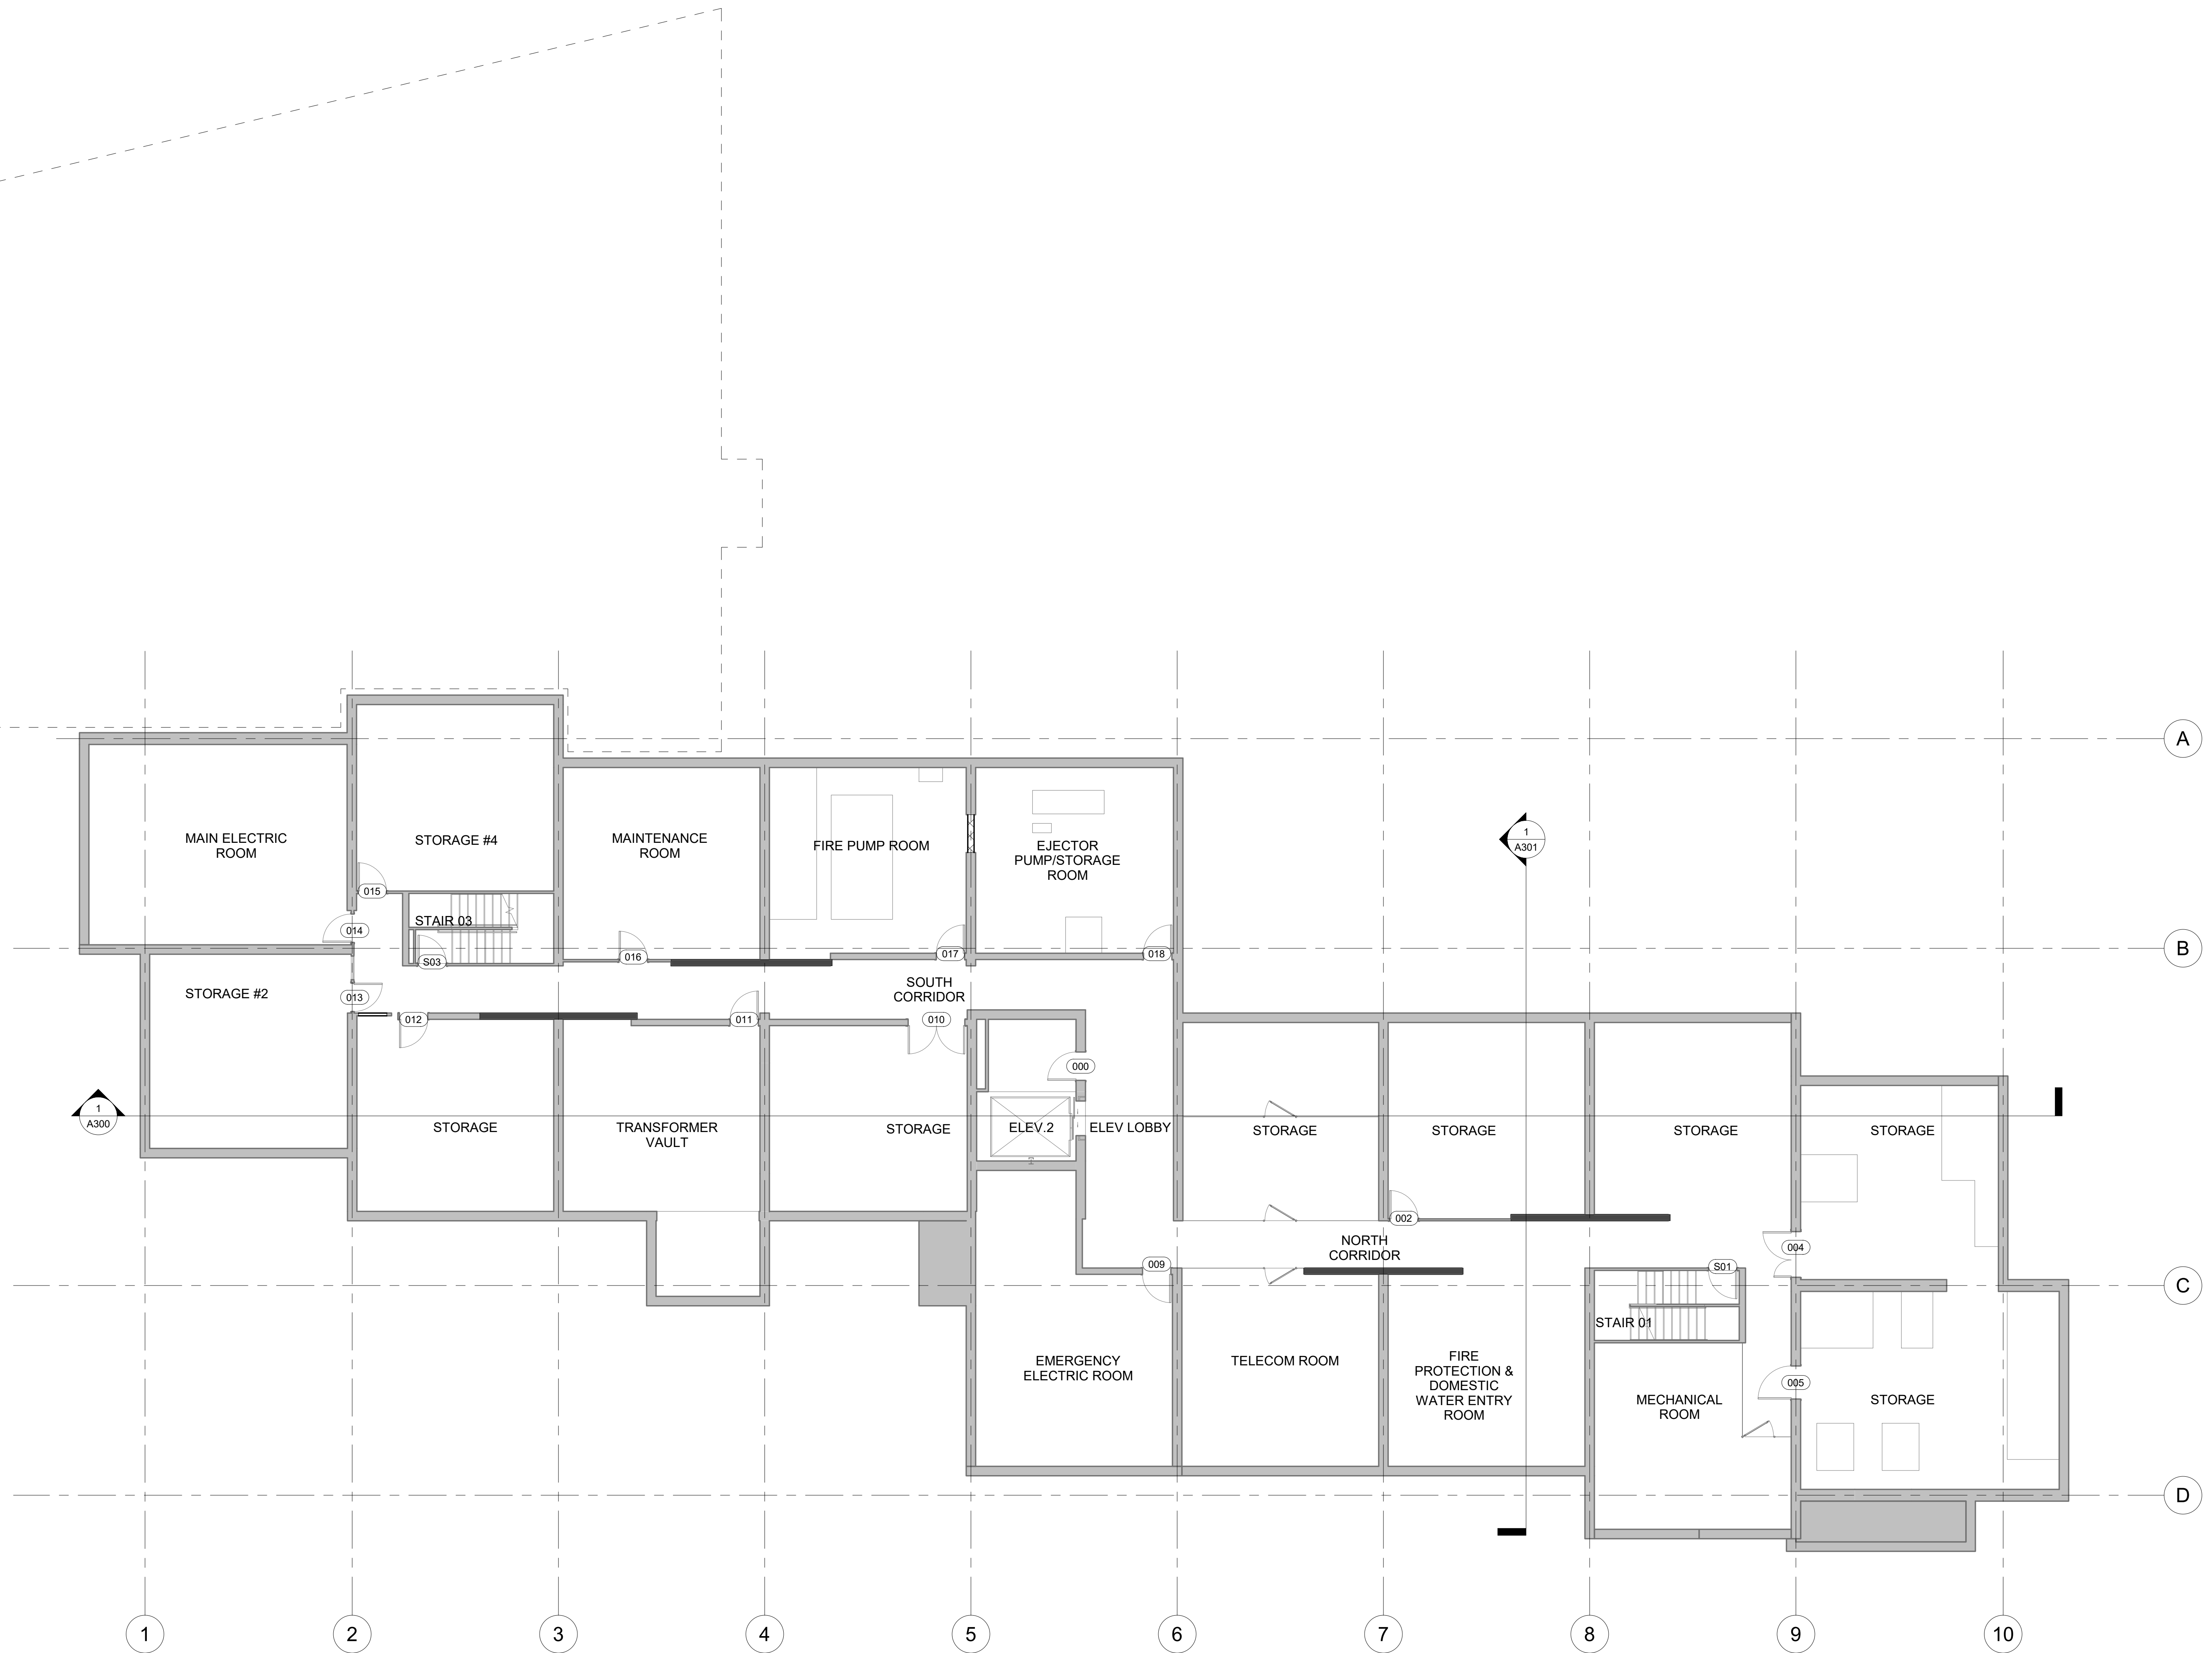 A
MAIN ELECTRIC
ROOM
STORAGE #4
MAINTENANCE
ROOM
FIRE PUMP ROOM
EJECTOR
PUMP/STORAGE
ROOM
1
A301
015
014
STAIR 03
S03
016
017
018
B
STORAGE #2
013
SOUTH
CORRIDOR
012
011
010
000
1
A300
STORAGE
TRANSFORMER
VAULT
STORAGE
ELEV.2
ELEV LOBBY
STORAGE
STORAGE
STORAGE
STORAGE
002
NORTH
CORRIDOR
004
009
S01
C
STAIR 01
EMERGENCY
ELECTRIC ROOM
TELECOM ROOM
FIRE
PROTECTION &
DOMESTIC
WATER ENTRY
ROOM
005
MECHANICAL
ROOM
STORAGE
D
1
2
3
4
5
6
7
8
9
10